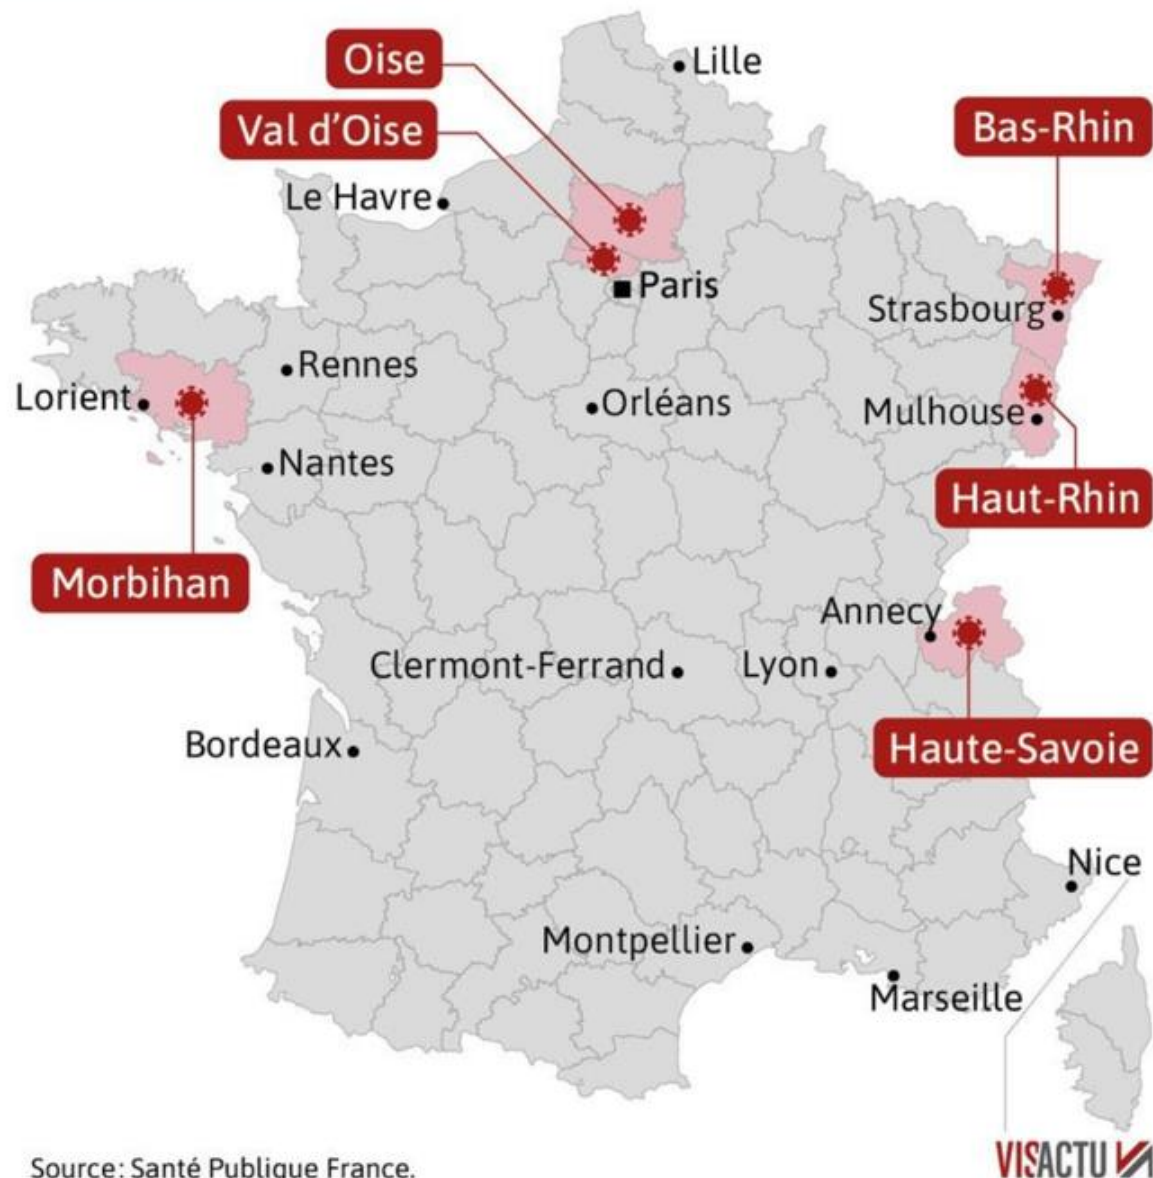 Oise
Lille
Val d'Oise
Bas-Rhin
Le Havre
Paris
Strasbourg
Rennes
Lorient
Orléans
Mulhouse
Nantes
Haut-Rhin
Morbihan
Annecy
Clermont-Ferrand
Lyon
Bordeaux
Haute-Savoie
Nice
Montpellier
Marseille
Source: Santé Publique France.
VISACTU